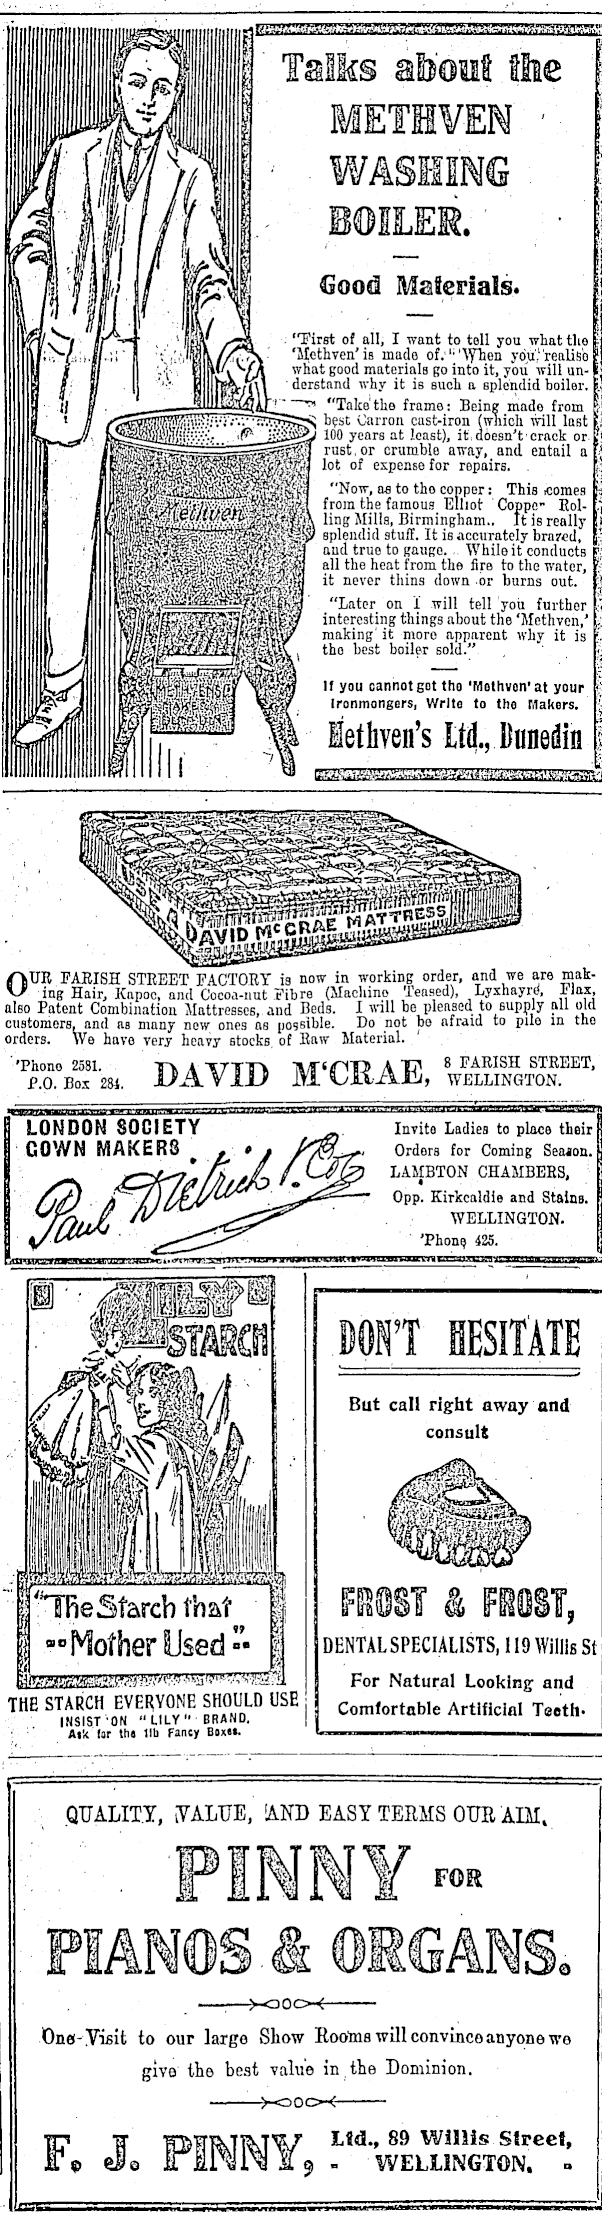 Talks about the
METHVEN
WASHING
BOILER.
Good Materials.
"First of all, I want to tell you what the
'Methven' is made of." "When you realise
what good materials go into it, you will un-
derstand why it is such a splendid boiler.
"Take the frame: Being made from
best Carron cast-iron (which will last
100 years at least), it doesn't crack or
rust or crumble away, and entail a
lot of expense for repairs.
"Now, as to the copper: This comes
from the famous Elliot Copper Rol-
ling Mills, Birmingham.. It is really
splendid stuff. It is accurately brazed,
and true to gauge. While it conducts
all the heat from the fire to the water,
it never thins down or burns out.
"Later on I will tell you further
interesting things about the 'Methven,'
making it more apparent why it is
the best boiler sold."
If you cannot get the 'Methven' at your
Ironmongers, Write to the Makers.
Methven's Ltd., Dunedin
Methven
METHVENS
DUNEDIN
USE A DAVID McCRAE MATTRESS
OUR FARISH STREET FACTORY is now in working order, and we are mak-
ing Hair, Kapoc, and Cocoa-nut Fibre (Machine Teased), Lyxhayre, Flax,
also Patent Combination Mattresses, and Beds. I will be pleased to supply all old
customers, and as many new ones as possible. Do not be afraid to pile in the
orders. We have very heavy stocks of Raw Material.
'Phone 2581.
P.O. Box 284.
DAVID M'CRAE,
8 FARISH STREET,
WELLINGTON.
LONDON SOCIETY
GOWN MAKERS
Paul Dietrich & Co
Invite Ladies to place their
Orders for Coming Season.
LAMBTON CHAMBERS,
Opp. Kirkcaldie and Stains.
WELLINGTON.
'Phone 425.
LILY
STARCH
"The Starch that
Mother Used"
THE STARCH EVERYONE SHOULD USE
INSIST ON "LILY" BRAND.
Ask for the 1lb Fancy Boxes.
DON'T HESITATE
But call right away and
consult
FROST & FROST,
DENTAL SPECIALISTS, 119 Willis St
For Natural Looking and
Comfortable Artificial Teeth.
QUALITY, VALUE, AND EASY TERMS OUR AIM.
PINNY FOR
PIANOS & ORGANS.
One Visit to our large Show Rooms will convince anyone we
give the best value in the Dominion.
F. J. PINNY,
Ltd., 89 Willis Street,
WELLINGTON.